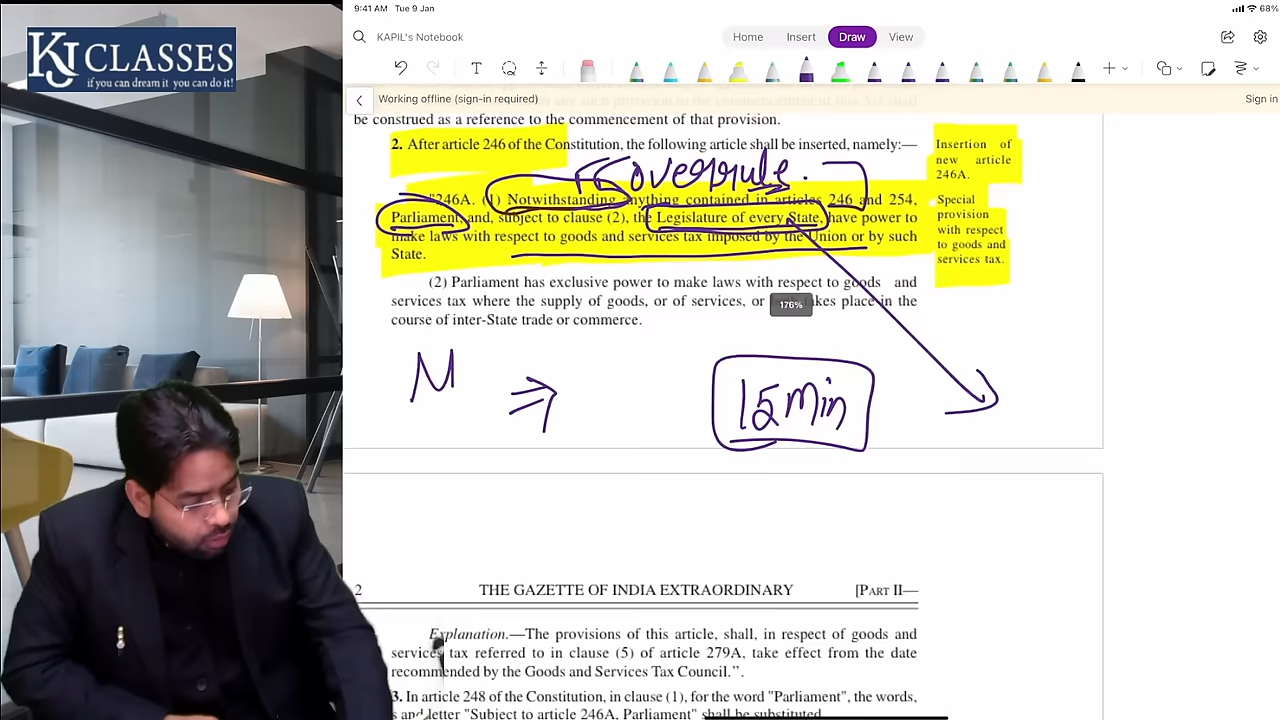 9:41 AM Tue 9 Jan
68%
KJ CLASSES
if you can dream it you can do it!
KAPIL's Notebook
Home Insert Draw View
Working offline (sign-in required)
Sign in
be construed as a reference to the commencement of that provision.
2. After article 246 of the Constitution, the following article shall be inserted, namely:—
Insertion of
new article
246A.
overrule.
"246A. (1) Notwithstanding anything contained in articles 246 and 254,
Parliament, and, subject to clause (2), the Legislature of every State, have power to
make laws with respect to goods and services tax imposed by the Union or by such
State.
Special
provision
with respect
to goods and
services tax.
(2) Parliament has exclusive power to make laws with respect to goods and
services tax where the supply of goods, or of services, or takes place in the
course of inter-State trade or commerce.
176%
M ⇒
15 Min
2 THE GAZETTE OF INDIA EXTRAORDINARY [PART II—
Explanation.—The provisions of this article, shall, in respect of goods and
services tax referred to in clause (5) of article 279A, take effect from the date
recommended by the Goods and Services Tax Council.".
3. In article 248 of the Constitution, in clause (1), for the word "Parliament", the words,
and letter "Subject to article 246A, Parliament" shall be substituted.